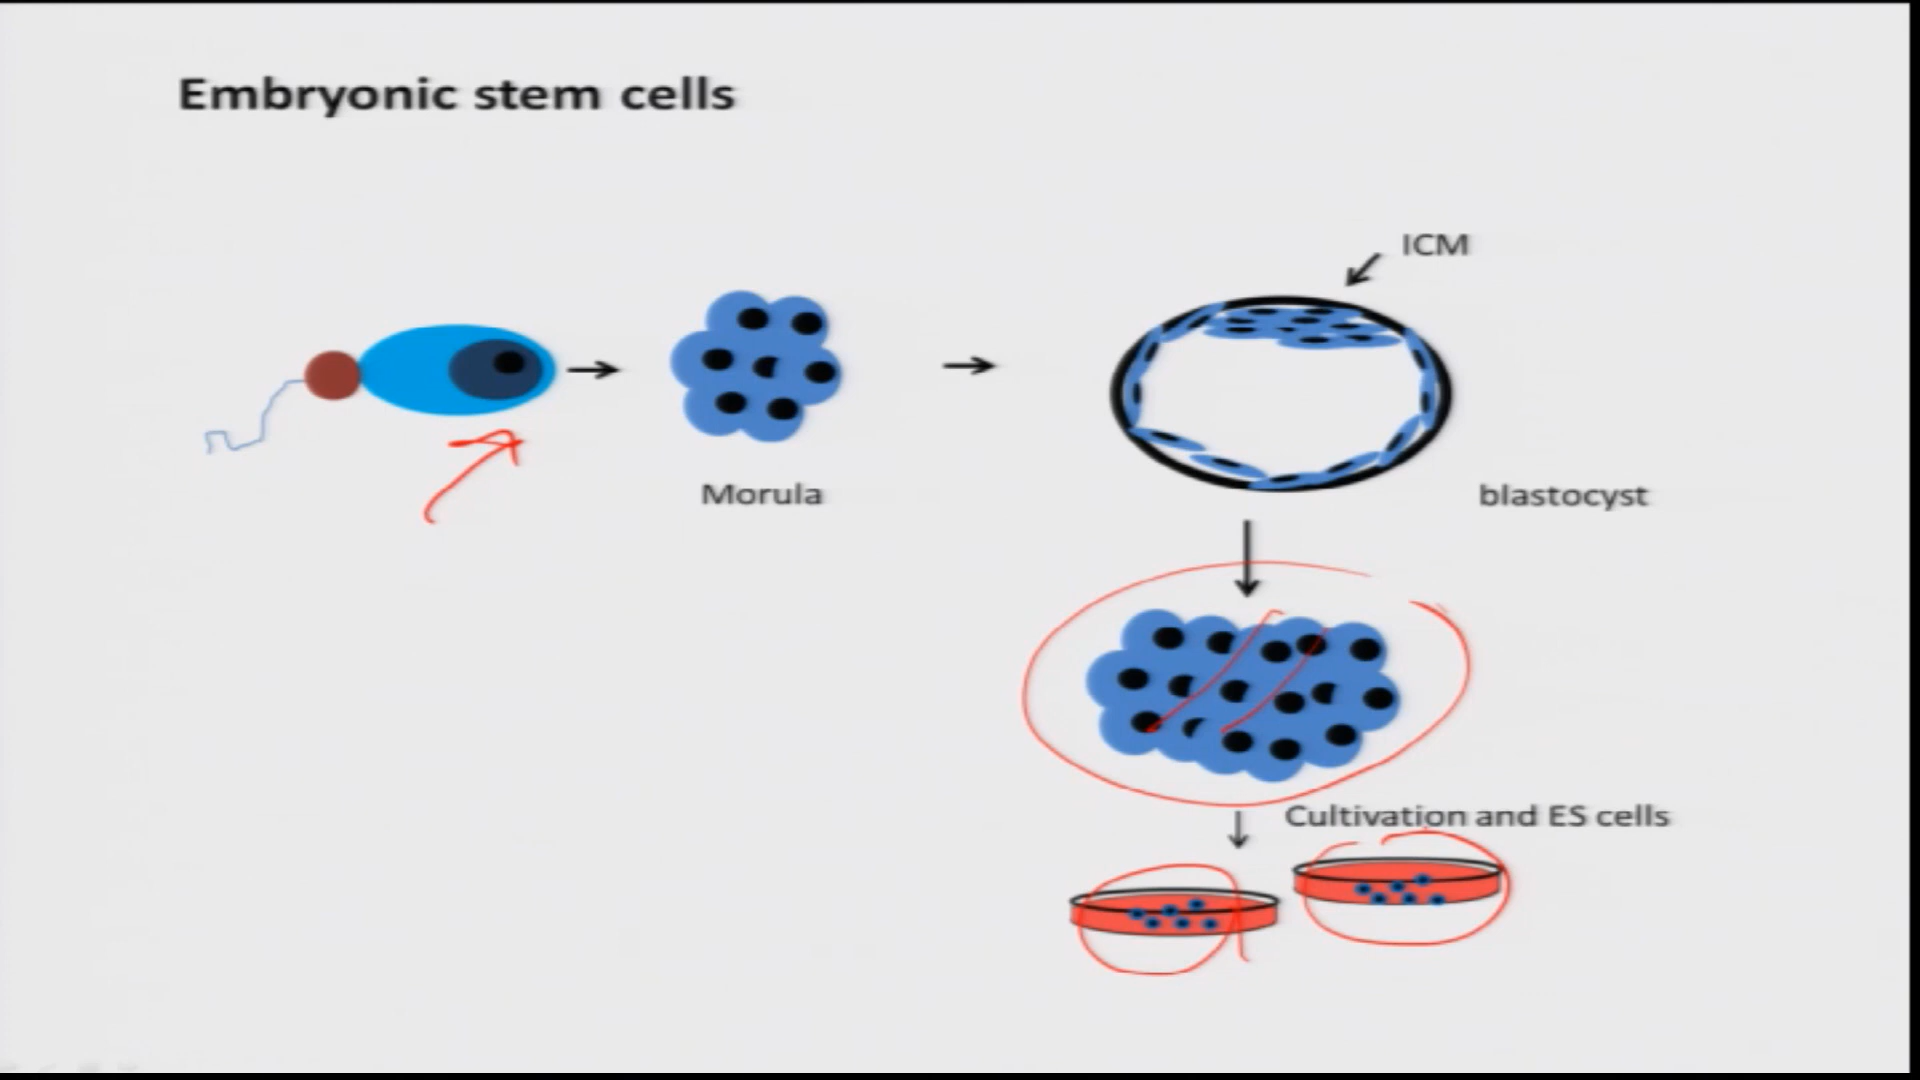 Embryonic stem cells
ICM
Morula
blastocyst
Cultivation and ES cells